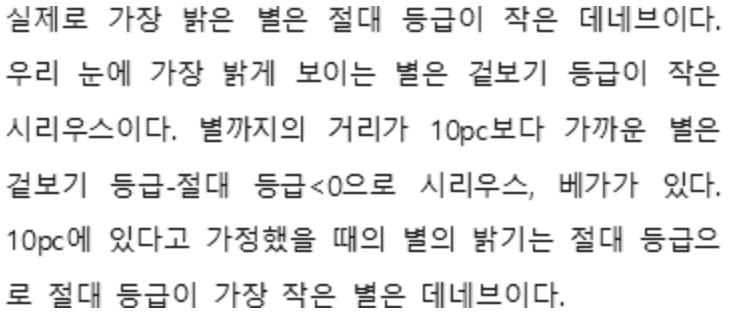 실제로 가장 밝은 별은 절대 등급이 작은 데네브이다.
우리 눈에 가장 밝게 보이는 별은 겉보기 등급이 작은
시리우스이다. 별까지의 거리가 10pc보다 가까운 별은
겉보기 등급-절대 등급<0으로 시리우스, 베가가 있다.
10pc에 있다고 가정했을 때의 별의 밝기는 절대 등급으
로 절대 등급이 가장 작은 별은 데네브이다.